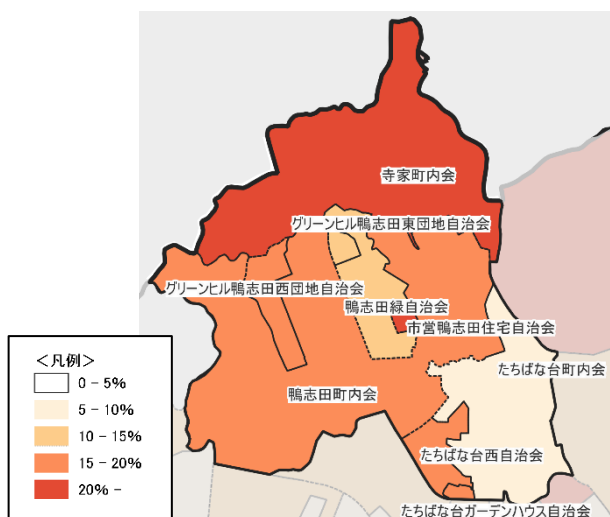 寺家町内会
グリーンヒル鴨志田東団地自治会
グリーンヒル鴨志田西団地自治会
鴨志田緑自治会
市営鴨志田住宅自治会
たちばな台町内会
鴨志田町内会
たちばな台西自治会
たちばな台ガーデンハウス自治会
<凡例>
0 - 5%
5 - 10%
10 - 15%
15 - 20%
20% -